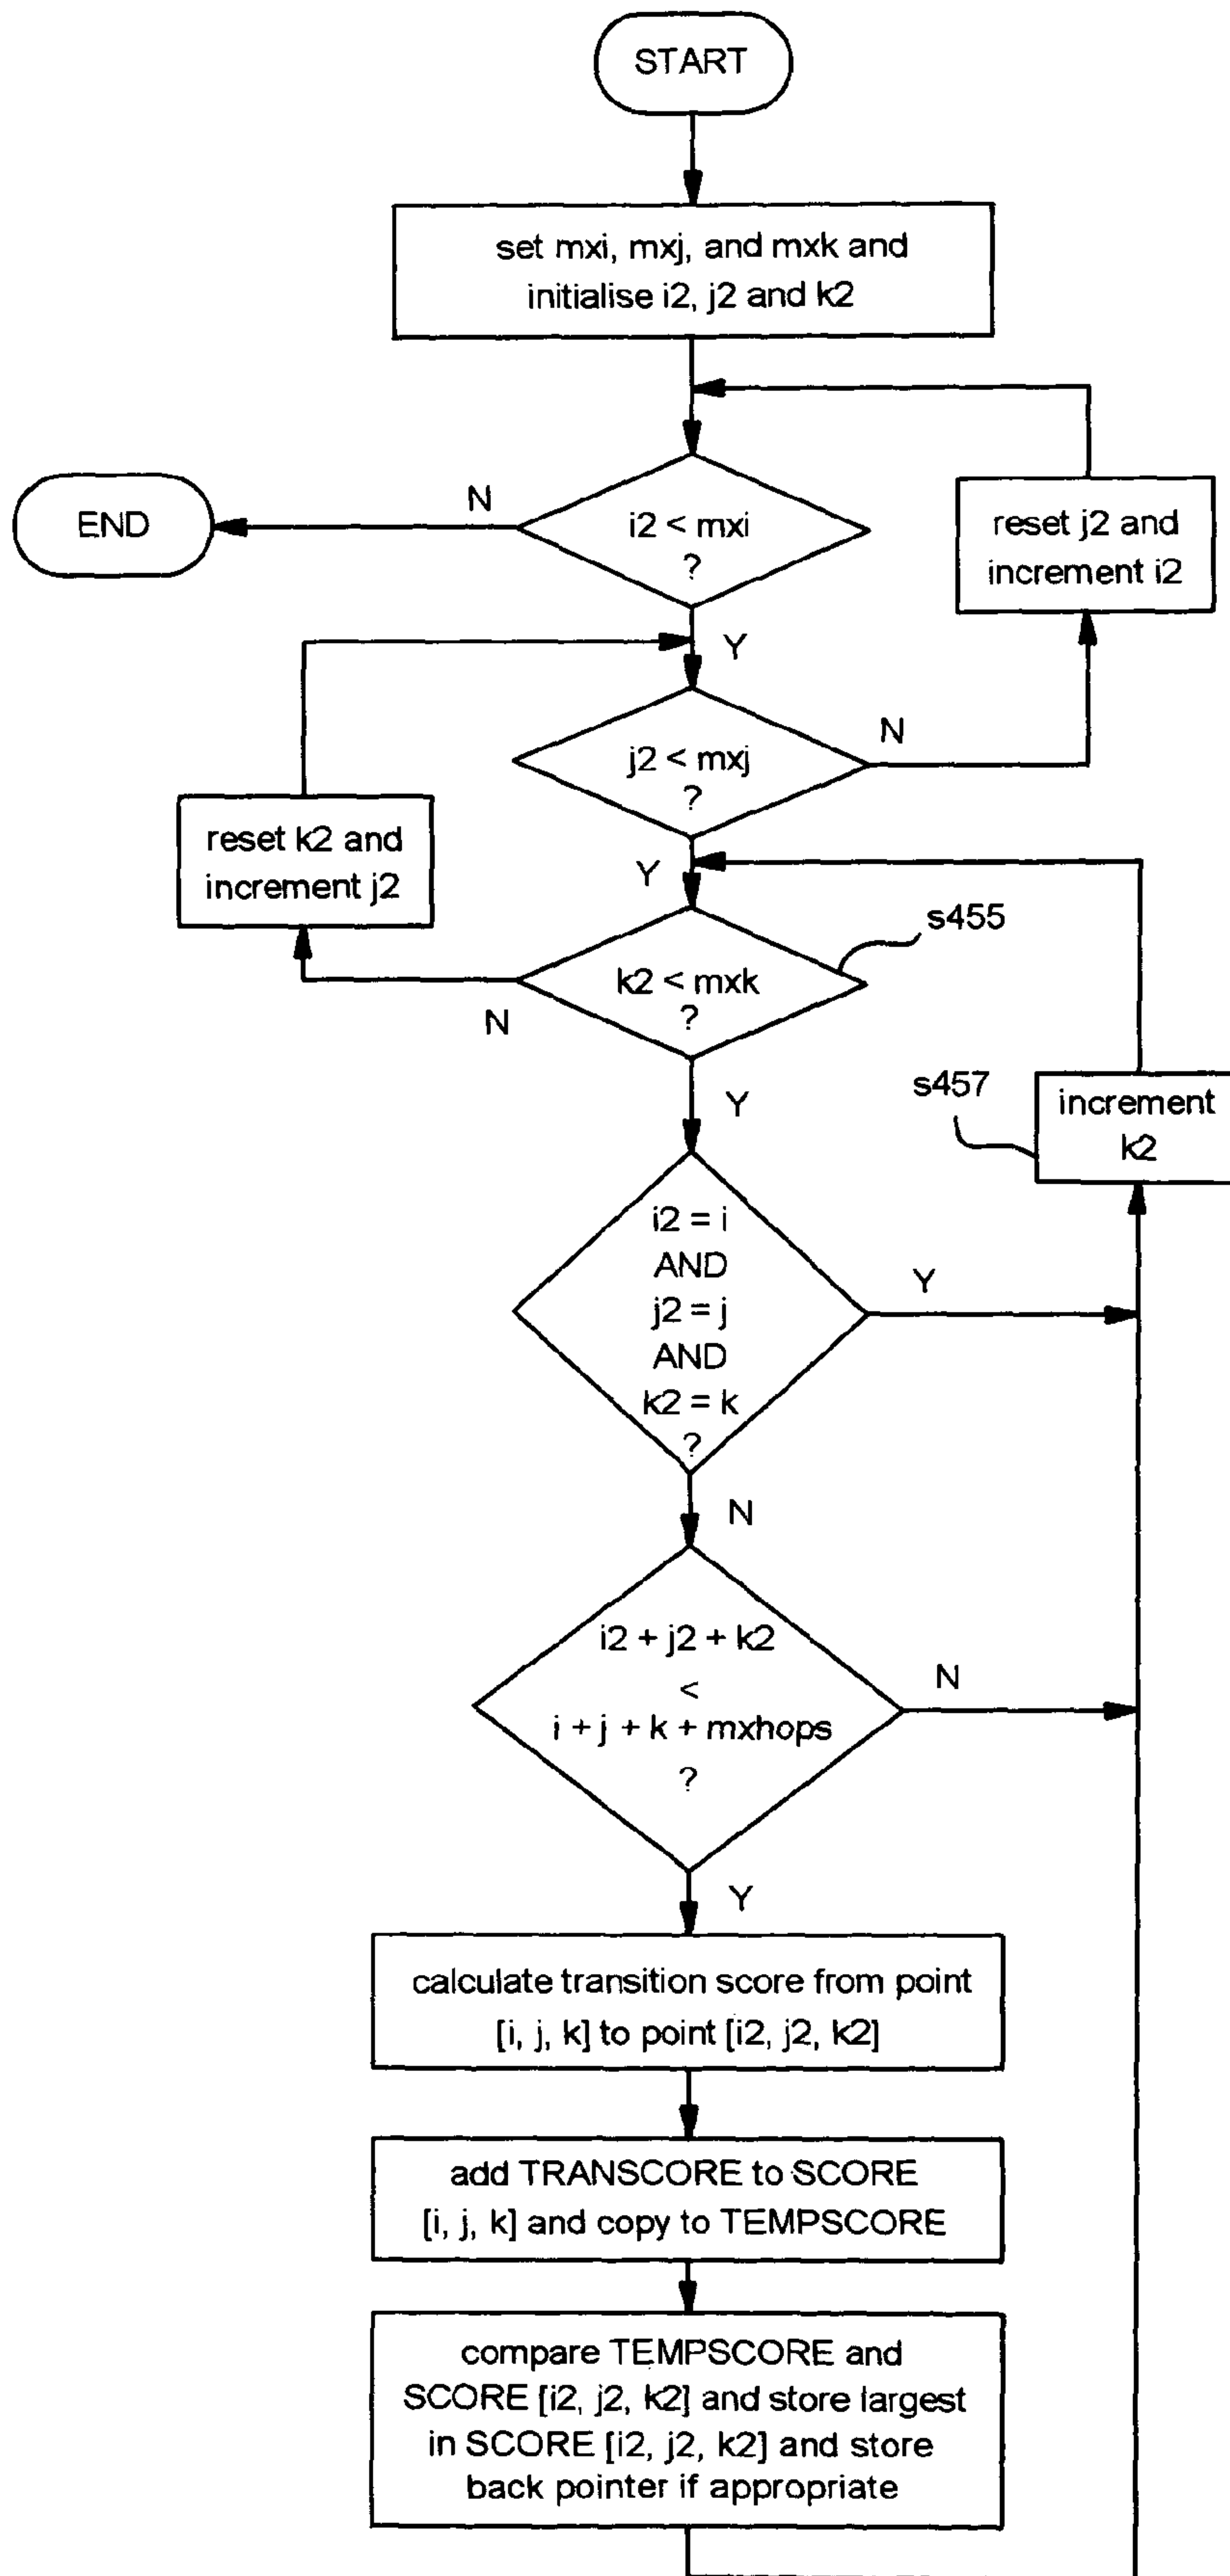 START
set mxi, mxj, and mxk and
initialise i2, j2 and k2
END
N
i2 < mxi
?
reset j2 and
increment i2
Y
j2 < mxj
?
N
reset k2 and
increment j2
Y
s455
k2 < mxk
?
N
Y
s457
increment
k2
i2 = i
AND
j2 = j
AND
k2 = k
?
Y
N
i2 + j2 + k2
<
i + j + k + mxhops
?
N
Y
calculate transition score from point
[i, j, k] to point [i2, j2, k2]
add TRANSCORE to SCORE
[i, j, k] and copy to TEMPSCORE
compare TEMPSCORE and
SCORE [i2, j2, k2] and store largest
in SCORE [i2, j2, k2] and store
back pointer if appropriate